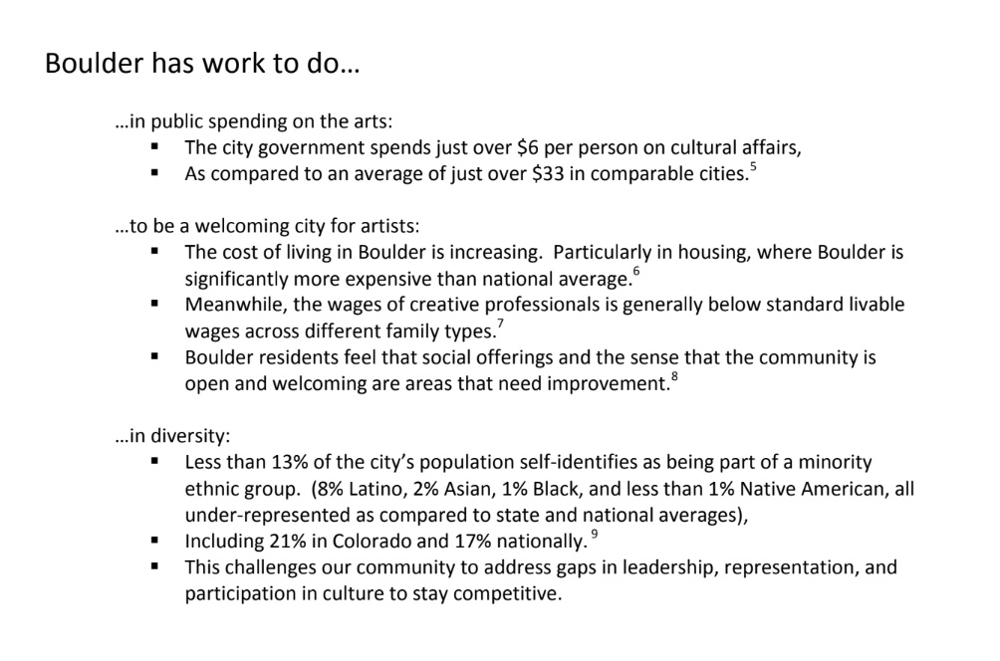 Boulder has work to do…
…in public spending on the arts:
▪ The city government spends just over $6 per person on cultural affairs,
▪ As compared to an average of just over $33 in comparable cities.5
…to be a welcoming city for artists:
▪ The cost of living in Boulder is increasing.  Particularly in housing, where Boulder is
significantly more expensive than national average.6
▪ Meanwhile, the wages of creative professionals is generally below standard livable
wages across different family types.7
▪ Boulder residents feel that social offerings and the sense that the community is
open and welcoming are areas that need improvement.8
…in diversity:
▪ Less than 13% of the city’s population self-identifies as being part of a minority
ethnic group.  (8% Latino, 2% Asian, 1% Black, and less than 1% Native American, all
under-represented as compared to state and national averages),
▪ Including 21% in Colorado and 17% nationally. 9
▪ This challenges our community to address gaps in leadership, representation, and
participation in culture to stay competitive.